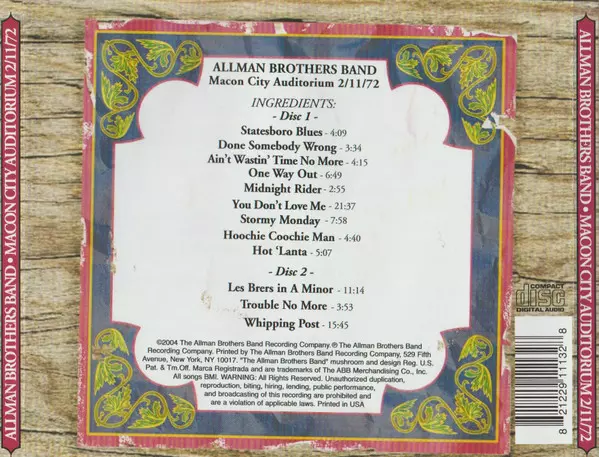 ALLMAN BROTHERS BAND • MACON CITY AUDITORIUM 2/11/72
ALLMAN BROTHERS BAND
Macon City Auditorium 2/11/72
INGREDIENTS:
- Disc 1 -
Statesboro Blues - 4:09
Done Somebody Wrong - 3:34
Ain't Wastin' Time No More - 4:15
One Way Out - 6:49
Midnight Rider - 2:55
You Don't Love Me - 21:37
Stormy Monday - 7:58
Hoochie Coochie Man - 4:40
Hot ‘Lanta - 5:07
- Disc 2 -
Les Brers in A Minor - 11:14
Trouble No More - 3:53
Whipping Post - 15:45
©2004 The Allman Brothers Band Recording Company.℗ The Allman Brothers Band
Recording Company. Printed by The Allman Brothers Band Recording Company, 529 Fifth
Avenue, New York, NY 10017. "The Allman Brothers Band" mushroom and design Reg. U.S.
Pat. & Tm.Off. Marca Registrada and are trademarks of The ABB Merchandising Co., Inc.
All songs BMI. WARNING: All Rights Reserved. Unauthorized duplication,
reproduction, biting, hiring, lending, public performance,
and broadcasting of this recording are prohibited and
are a violation of applicable laws. Printed in USA
COMPACT
disc
DIGITAL AUDIO
8 21229 11132 8
ALLMAN BROTHERS BAND • MACON CITY AUDITORIUM 2/11/72